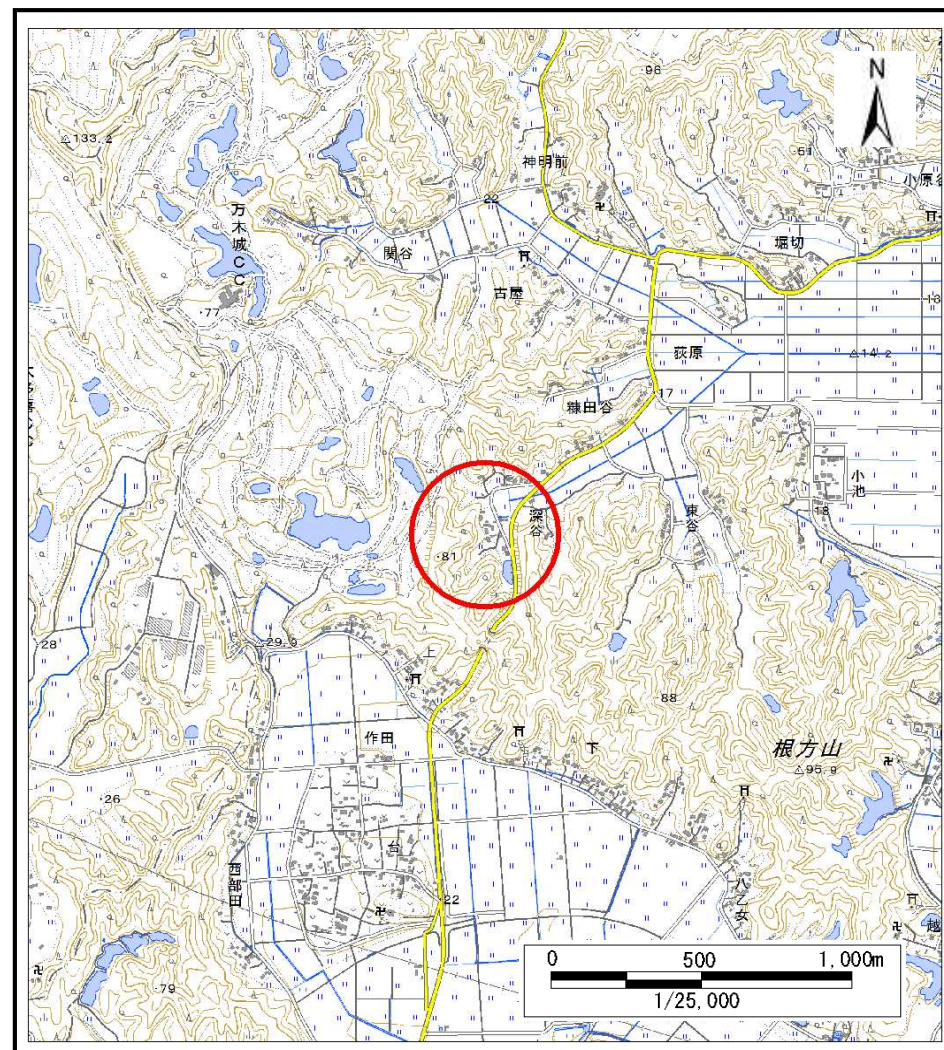 96
N
133.2
51
神明前
小原谷
22
万木城CC
関谷
堀切
古屋
77
16
荻原
14.2
糠田谷
17
小池
深谷
東谷
18
81
28
29.9
上
88
作田
下
根方山
95.9
26
台
西部田
八乙女
22
越
79
0 500 1,000m
1/25,000